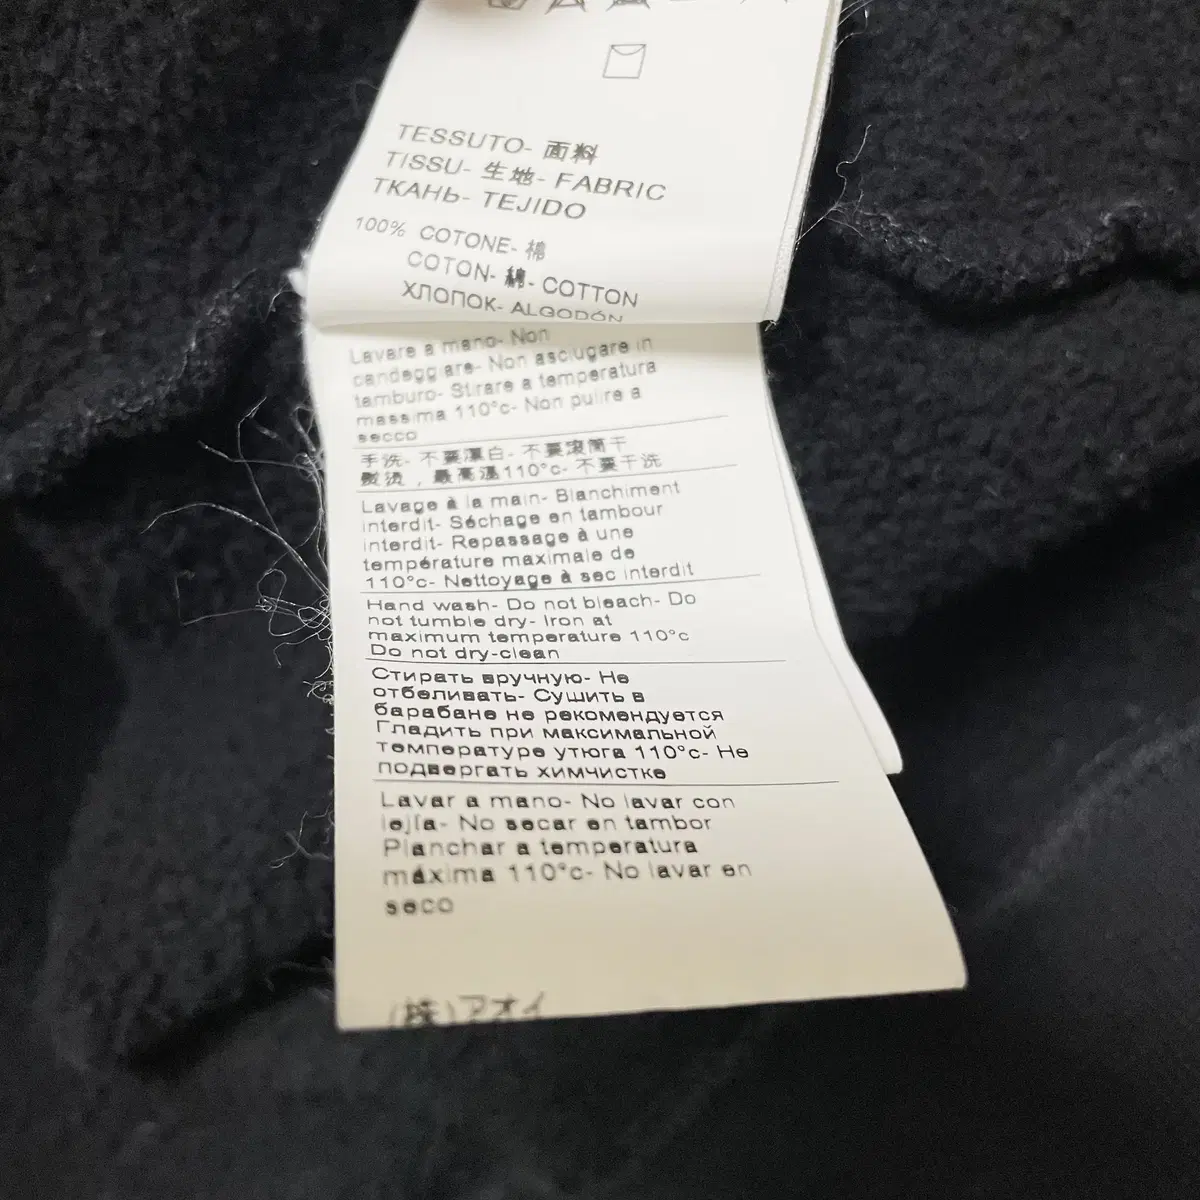 TESSUTO- 面料
TISSU- 生地- FABRIC
ТКАНЬ- TEJIDO
100% COTONE- 棉
COTON- 綿- COTTON
ХЛОПОК- ALGODÓN
Lavare a mano- Non
candeggiare- Non asciugare in
tamburo- Stirare a temperatura
massima 110°c- Non pulire a
secco
手洗- 不要漂白- 不要滾筒干
熨烫，最高溫110°c- 不要干洗
Lavage à la main- Blanchiment
interdit- Séchage en tambour
interdit- Repassage à une
température maximale de
110°c- Nettoyage à sec interdit
Hand wash- Do not bleach- Do
not tumble dry- Iron at
maximum temperature 110°c
Do not dry-clean
Стирать вручную- Не
отбеливать- Сушить в
барабане не рекомендуется
Гладить при максимальной
температуре утюга 110°с- Не
подвергать химчистке
Lavar a mano- No lavar con
lejía- No secar en tambor
Planchar a temperatura
máxima 110°c- No lavar en
seco
(株)アオイ